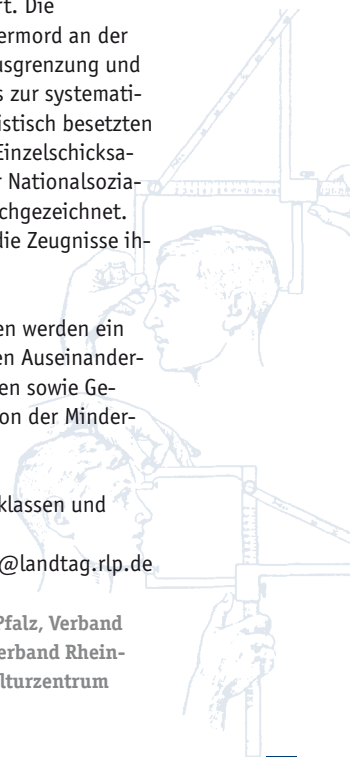 rt. Die
ermord an der
usgrenzung und
s zur systemati-
istisch besetzten
Einzelschicksa-
r Nationalsozia-
chgezeichnet.
die Zeugnisse ih-
en werden ein
en Auseinander-
en sowie Ge-
on der Minder-
klassen und
@landtag.rlp.de
Pfalz, Verband
erband Rhein-
lturzentrum